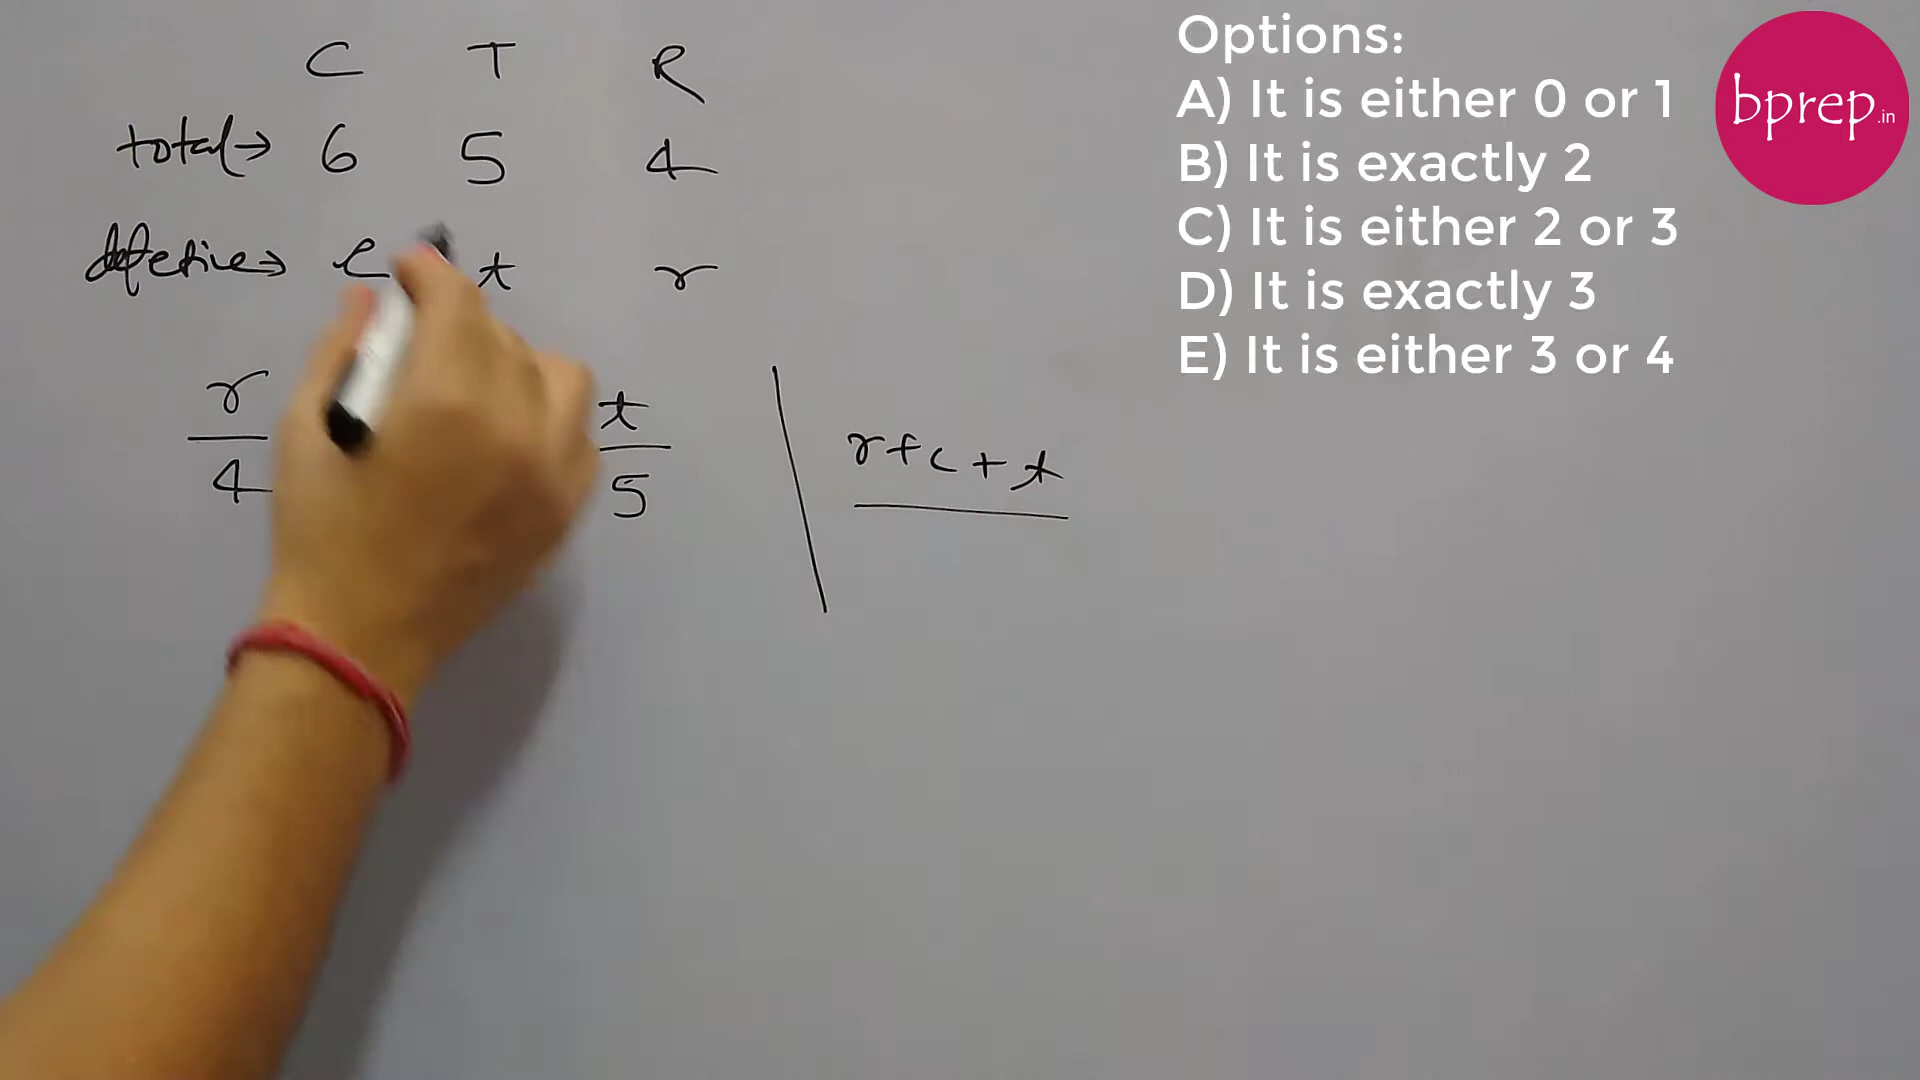 C T R
total → 6 5 4
defective → c t r
r t
4 5
r + c + t
Options:
A) It is either 0 or 1
B) It is exactly 2
C) It is either 2 or 3
D) It is exactly 3
E) It is either 3 or 4
bprep.in